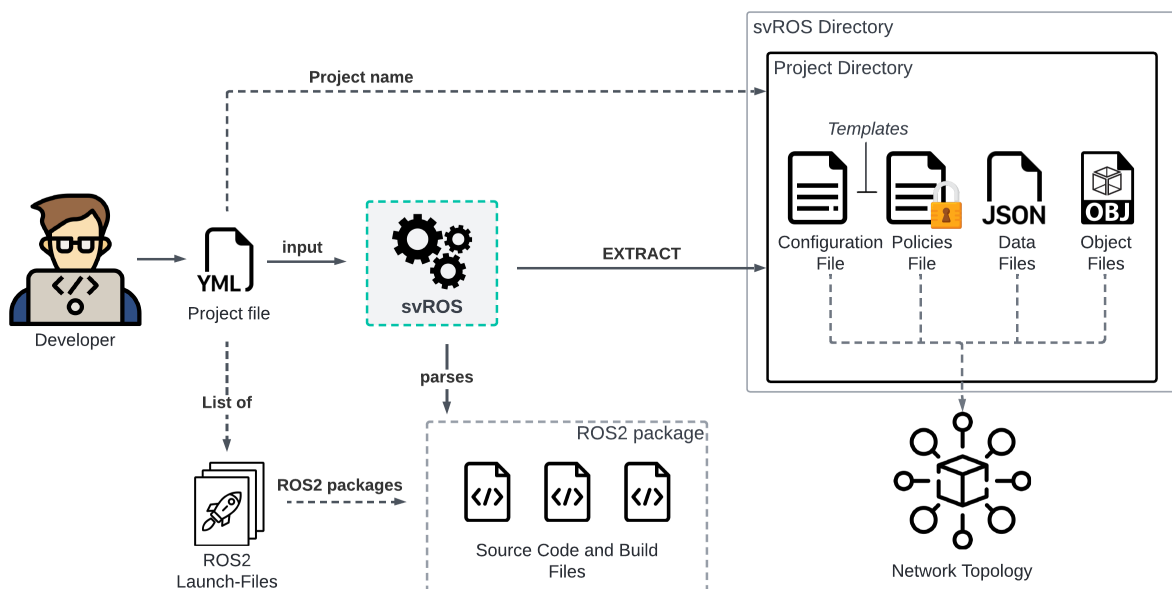 svROS Directory
Project Directory
Project name
Templates
YML
input
svROS
EXTRACT
JSON
OBJ
Configuration
File
Policies
File
Data
Files
Object
Files
Developer
Project file
parses
List of
ROS2 package
ROS2 packages
Source Code and Build
Files
ROS2
Launch-Files
Network Topology